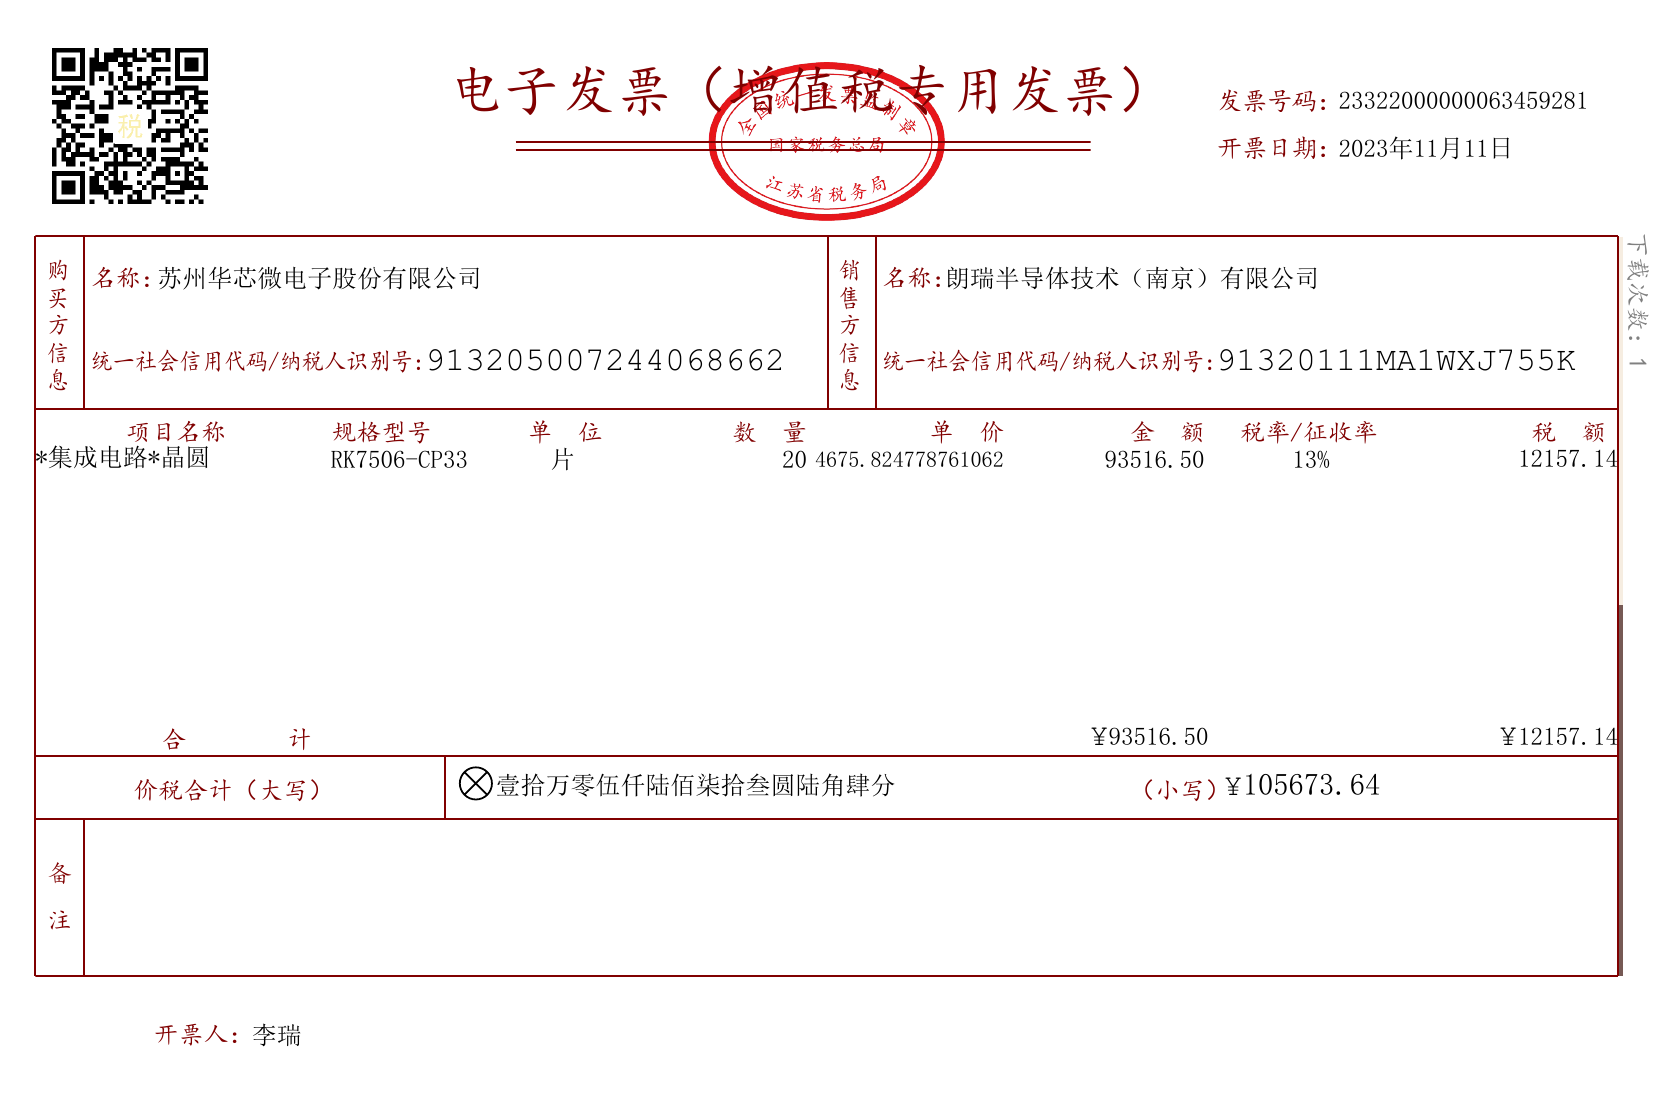 电子发票（增值税专用发票）
全国统一发票监制章
国家税务总局
江苏省税务局
税
发票号码：23322000000063459281
开票日期：2023年11月11日
下载次数：1
购买方信息
名称：苏州华芯微电子股份有限公司
统一社会信用代码/纳税人识别号：913205007244068662
销售方信息
名称：朗瑞半导体技术（南京）有限公司
统一社会信用代码/纳税人识别号：91320111MA1WXJ755K
项目名称 规格型号 单 位 数 量 单 价 金 额 税率/征收率 税 额
*集成电路*晶圆 RK7506-CP33 片 20 4675.824778761062 93516.50 13% 12157.14
合 计 ¥93516.50 ¥12157.14
价税合计（大写） 壹拾万零伍仟陆佰柒拾叁圆陆角肆分 （小写）¥105673.64
备注
开票人：李瑞